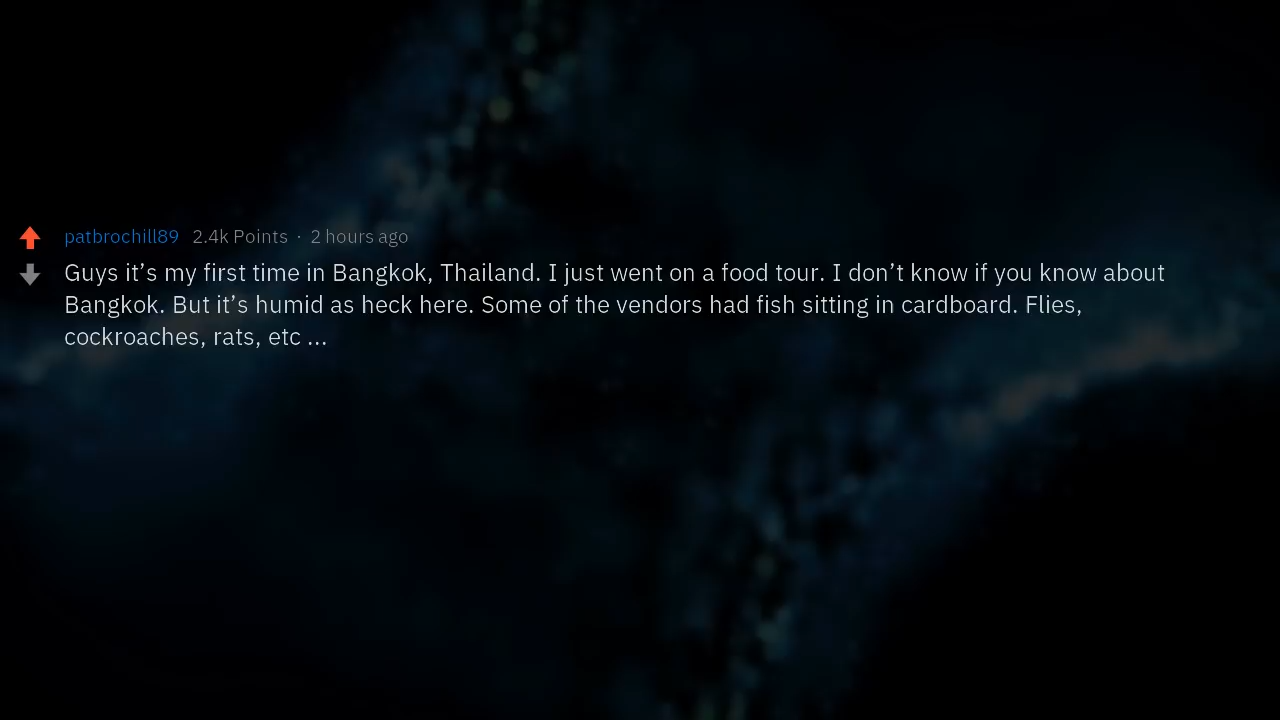 patbrochill89 2.4k Points · 2 hours ago
Guys it’s my first time in Bangkok, Thailand. I just went on a food tour. I don’t know if you know about
Bangkok. But it’s humid as heck here. Some of the vendors had fish sitting in cardboard. Flies,
cockroaches, rats, etc ...